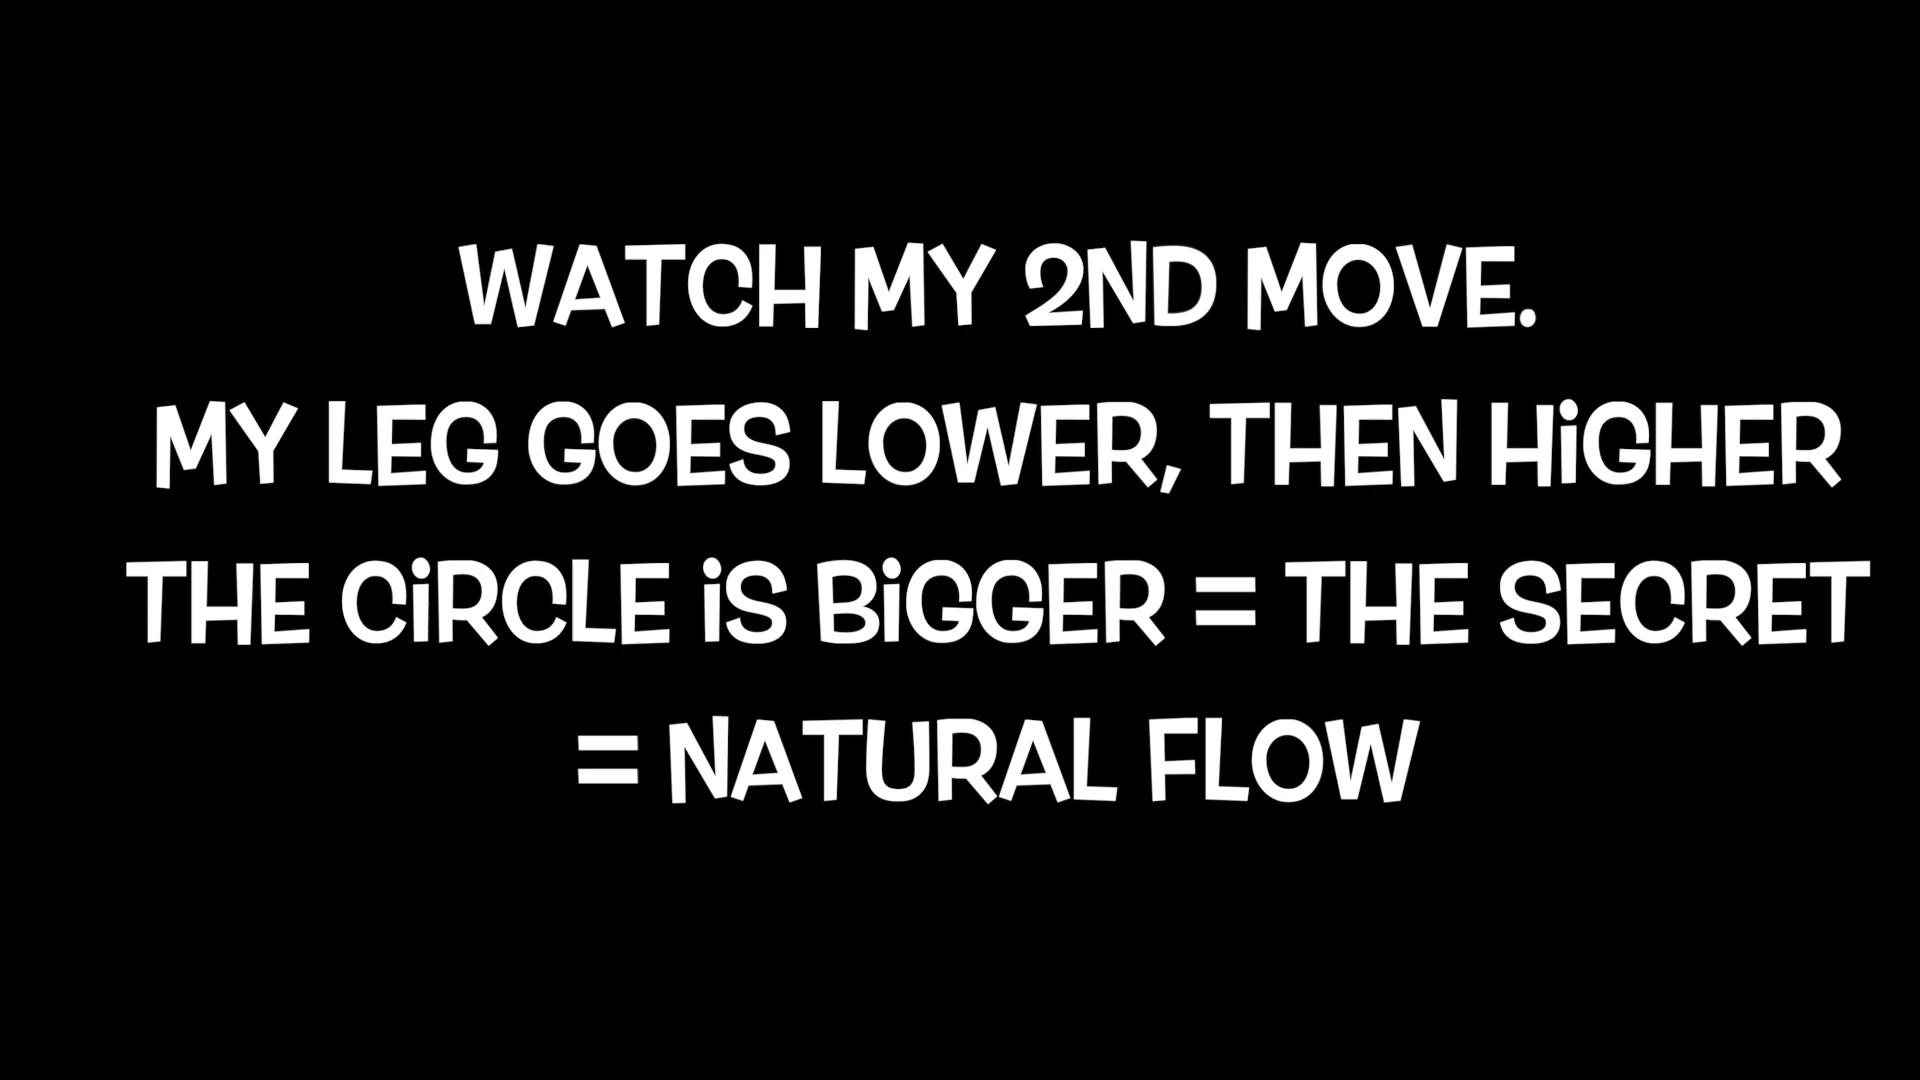 WATCH MY 2ND MOVE.
MY LEG GOES LOWER, THEN HiGHER
THE CiRCLE iS BiGGER = THE SECRET
= NATURAL FLOW